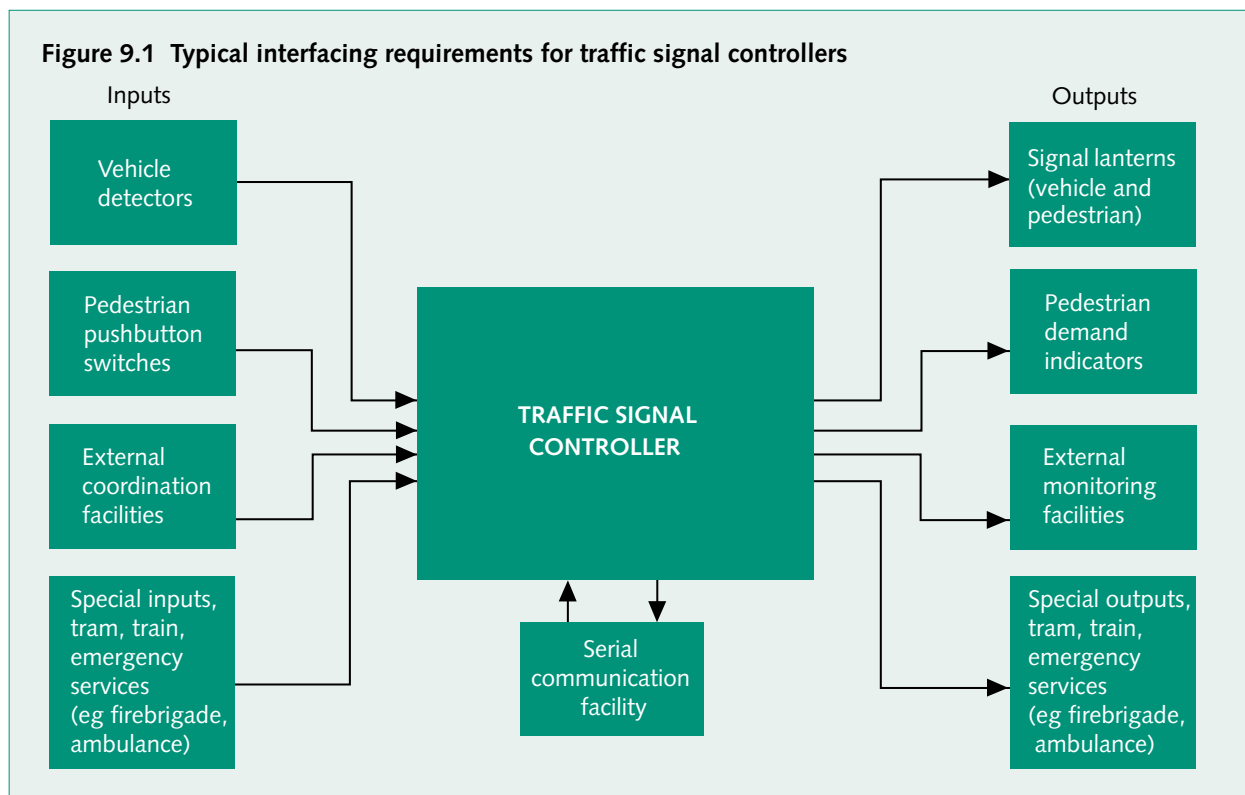 Figure 9.1 Typical interfacing requirements for traffic signal controllers
Inputs
Outputs
Vehicle
detectors
Pedestrian
pushbutton
switches
External
coordination
facilities
Special inputs,
tram, train,
emergency
services
(eg firebrigade,
ambulance)
TRAFFIC SIGNAL
CONTROLLER
Serial
communication
facility
Signal lanterns
(vehicle and
pedestrian)
Pedestrian
demand
indicators
External
monitoring
facilities
Special outputs,
tram, train,
emergency
services
(eg firebrigade,
ambulance)